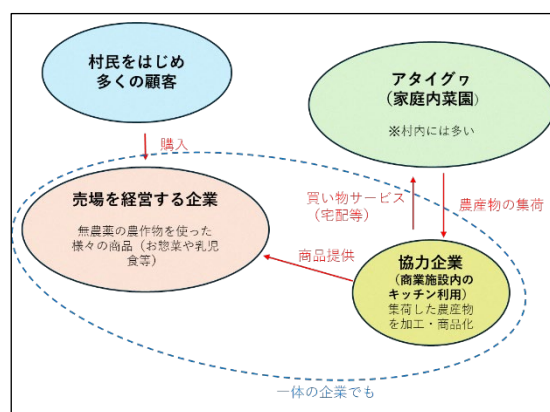 村民をはじめ
多くの顧客
アタイグヮ
(家庭内菜園)
※村内には多い
購入
売場を経営する企業
無農薬の農作物を使った
様々な商品(お惣菜や乳児
食等)
買い物サービス
(宅配等)
農産物の集荷
商品提供
協力企業
(商業施設内の
キッチン利用)
集荷した農産物
を加工・商品化
一体の企業でも